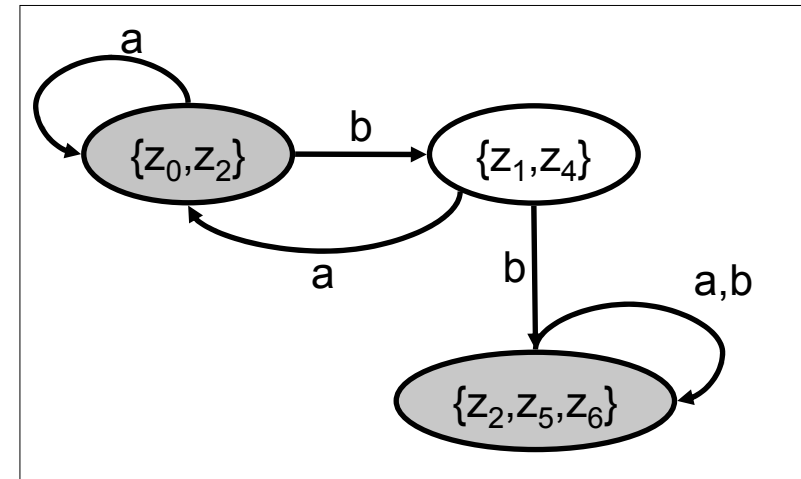 a
b
{z₀,z₂}
{z₁,z₄}
a
b
a,b
{z₂,z₅,z₆}